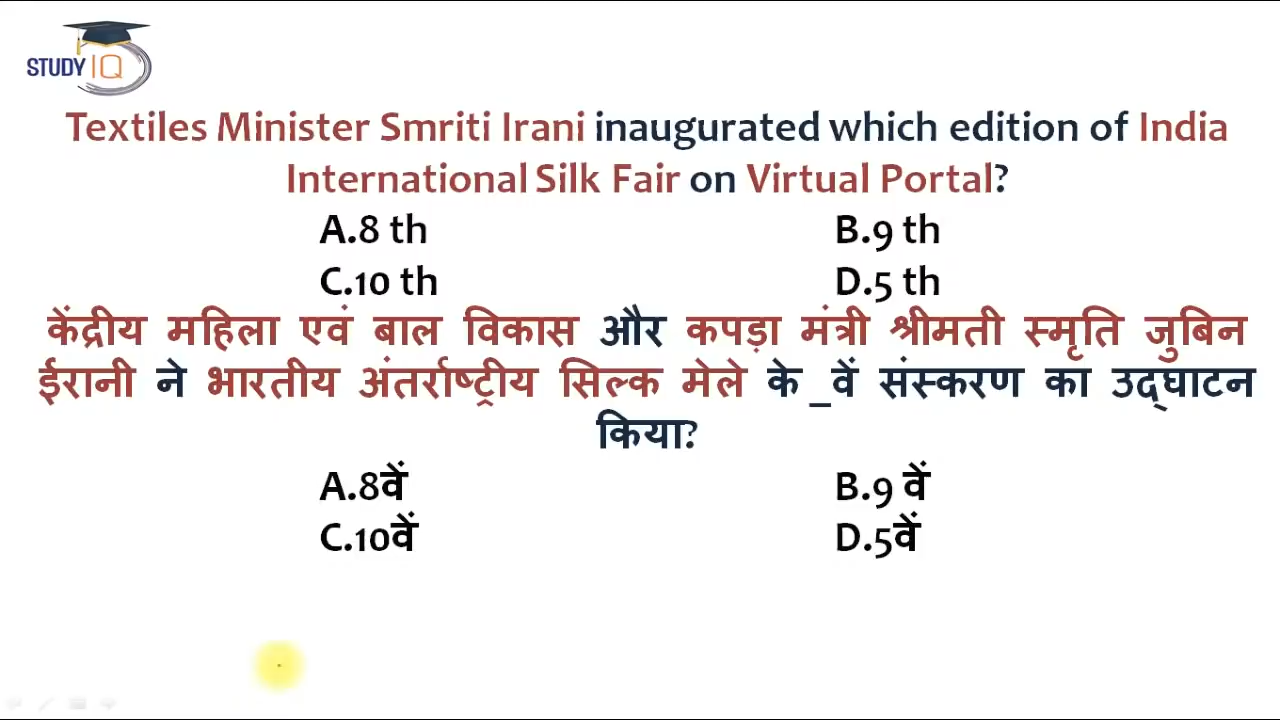 STUDY IQ
Textiles Minister Smriti Irani inaugurated which edition of India
International Silk Fair on Virtual Portal?
A.8 th B.9 th
C.10 th D.5 th
केंद्रीय महिला एवं बाल विकास और कपड़ा मंत्री श्रीमती स्मृति जुबिन
ईरानी ने भारतीय अंतर्राष्ट्रीय सिल्क मेले के _वें संस्करण का उद्घाटन
किया?
A.8वें B.9 वें
C.10वें D.5वें